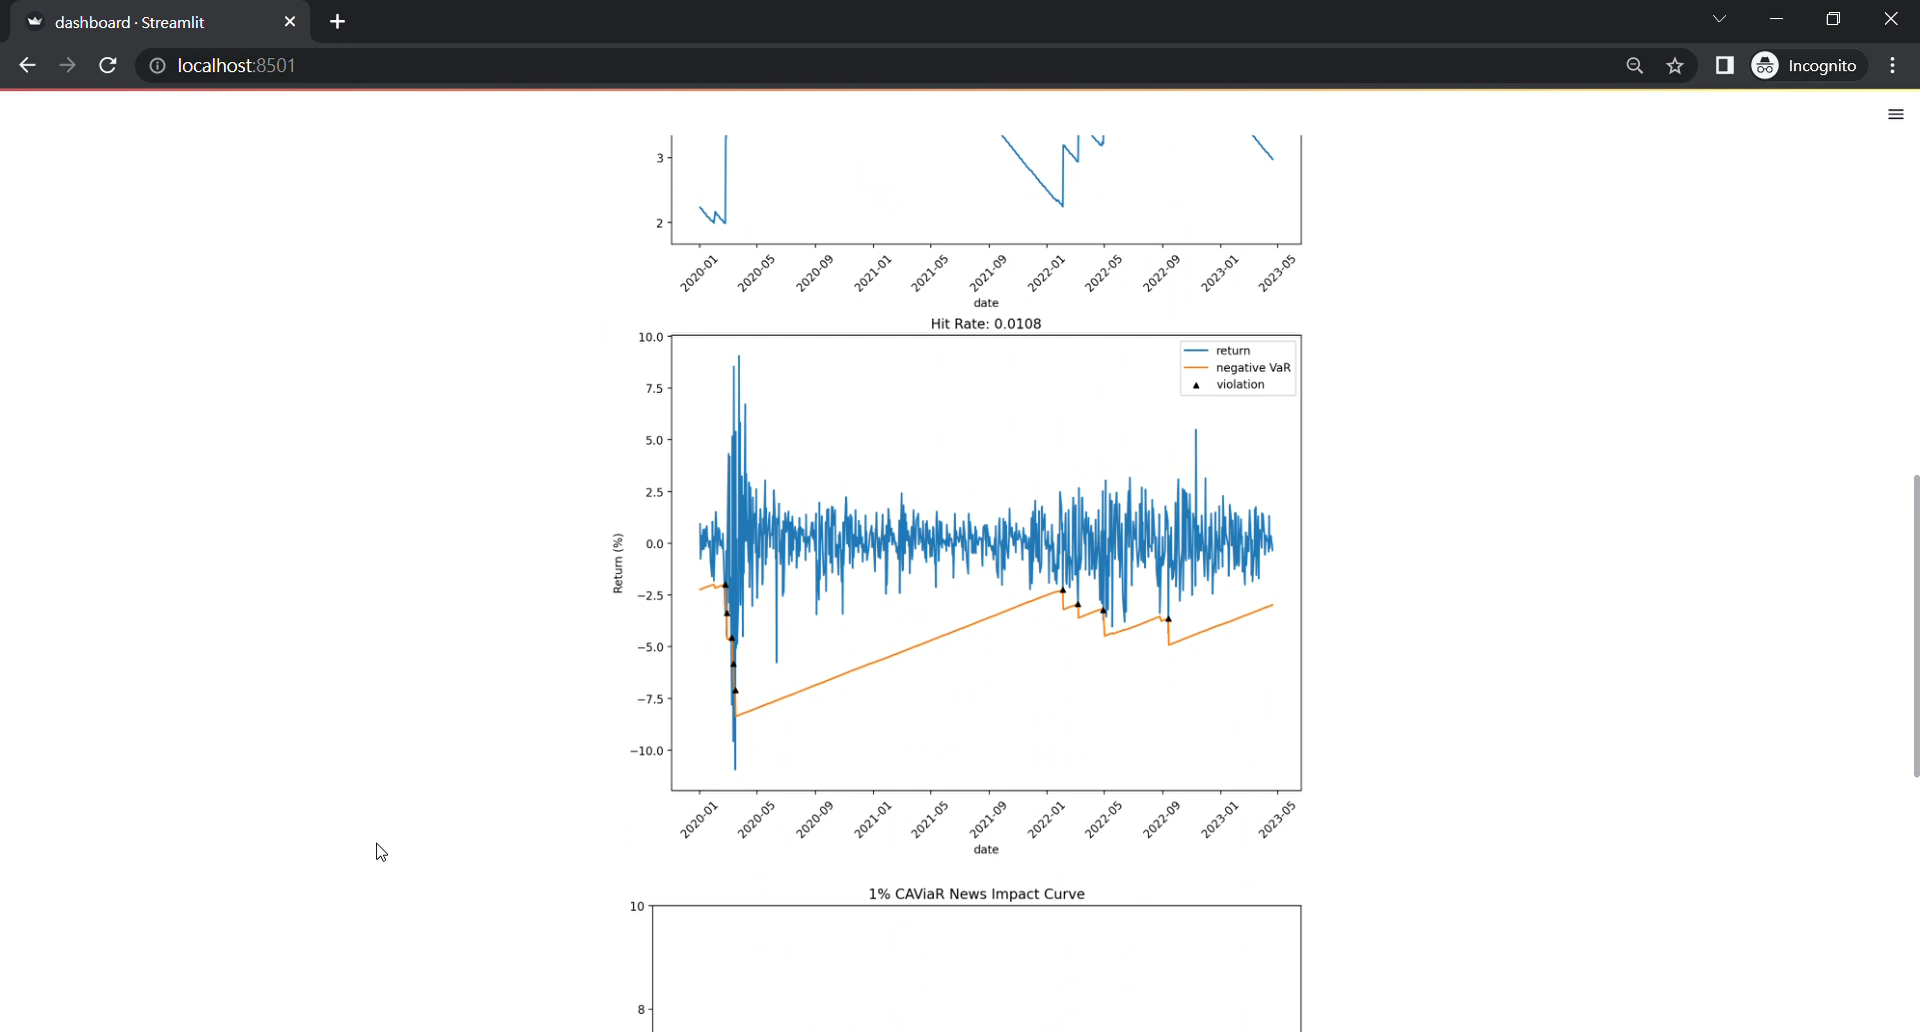 dashboard · Streamlit
localhost:8501
Incognito
3
2
2020-01 2020-05 2020-09 2021-01 2021-05 2021-09 2022-01 2022-05 2022-09 2023-01 2023-05
date
Hit Rate: 0.0108
10.0
7.5
5.0
2.5
0.0
−2.5
−5.0
−7.5
−10.0
Return (%)
return
negative VaR
violation
2020-01 2020-05 2020-09 2021-01 2021-05 2021-09 2022-01 2022-05 2022-09 2023-01 2023-05
date
1% CAViaR News Impact Curve
10
8